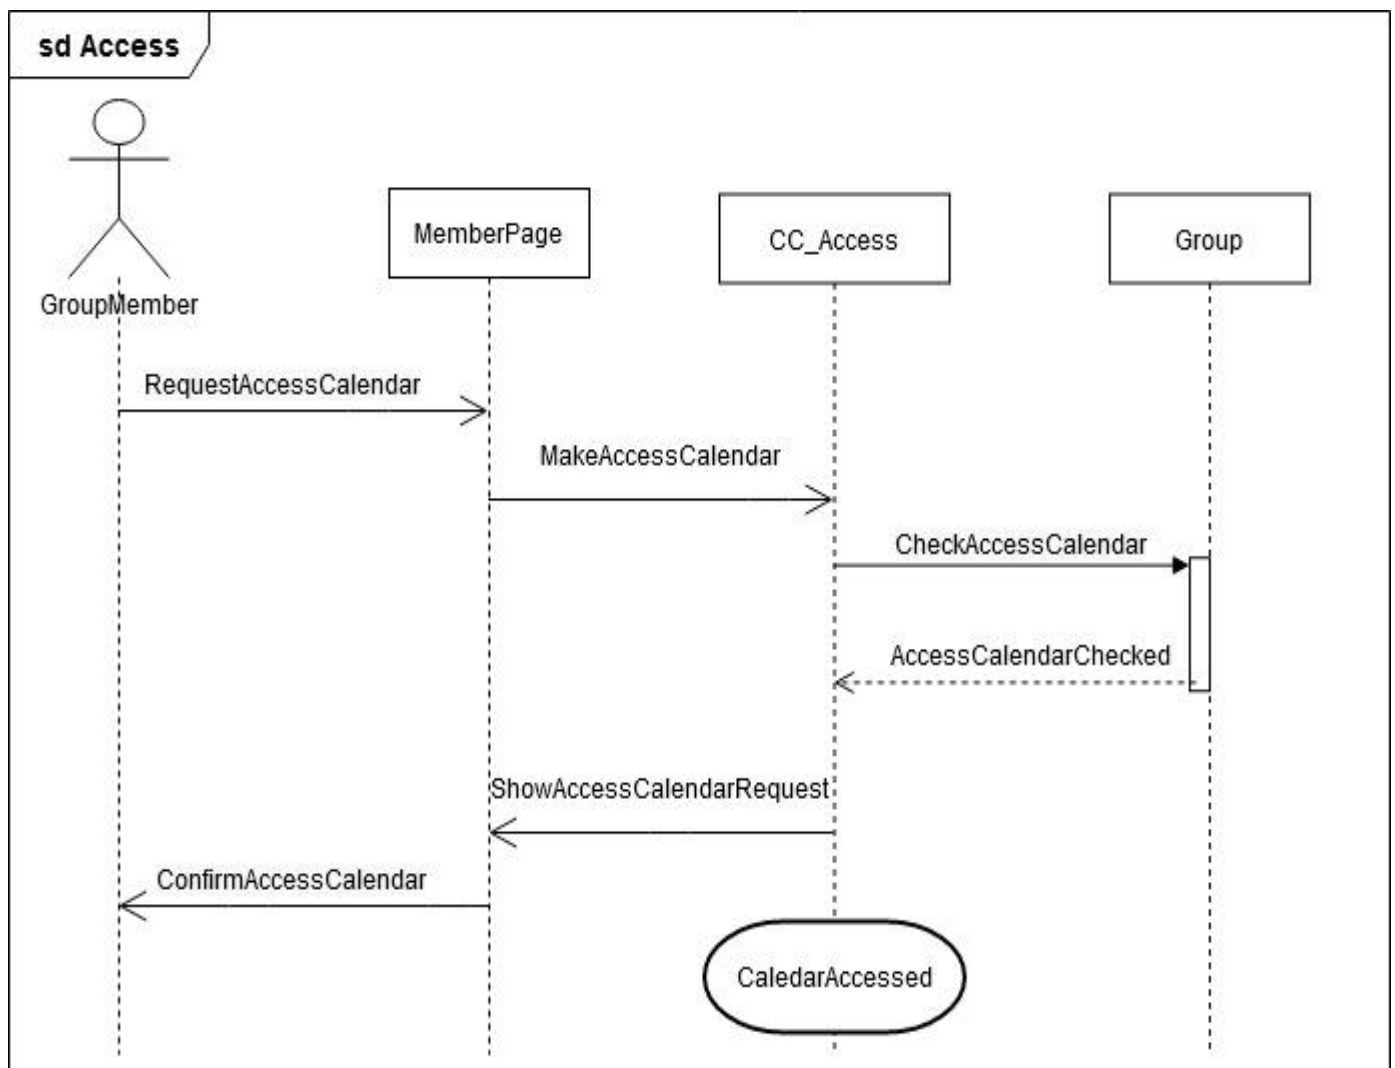 sd Access
MemberPage
CC_Access
Group
GroupMember
RequestAccessCalendar
MakeAccessCalendar
CheckAccessCalendar
AccessCalendarChecked
ShowAccessCalendarRequest
ConfirmAccessCalendar
CaledarAccessed